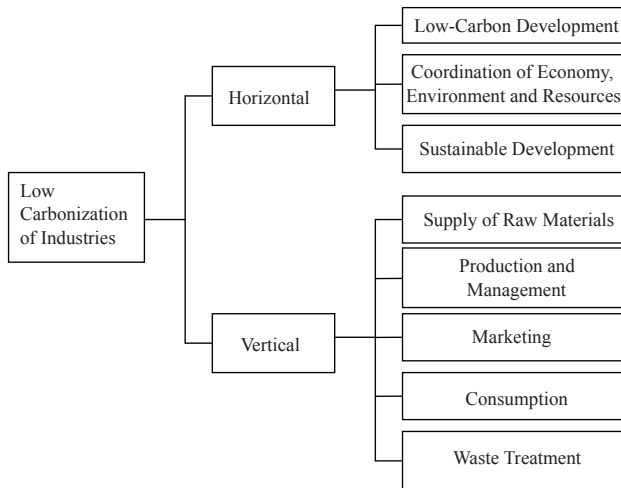 Low
Carbonization
of Industries
Horizontal
Low-Carbon Development
Coordination of Economy,
Environment and Resources
Sustainable Development
Vertical
Supply of Raw Materials
Production and
Management
Marketing
Consumption
Waste Treatment